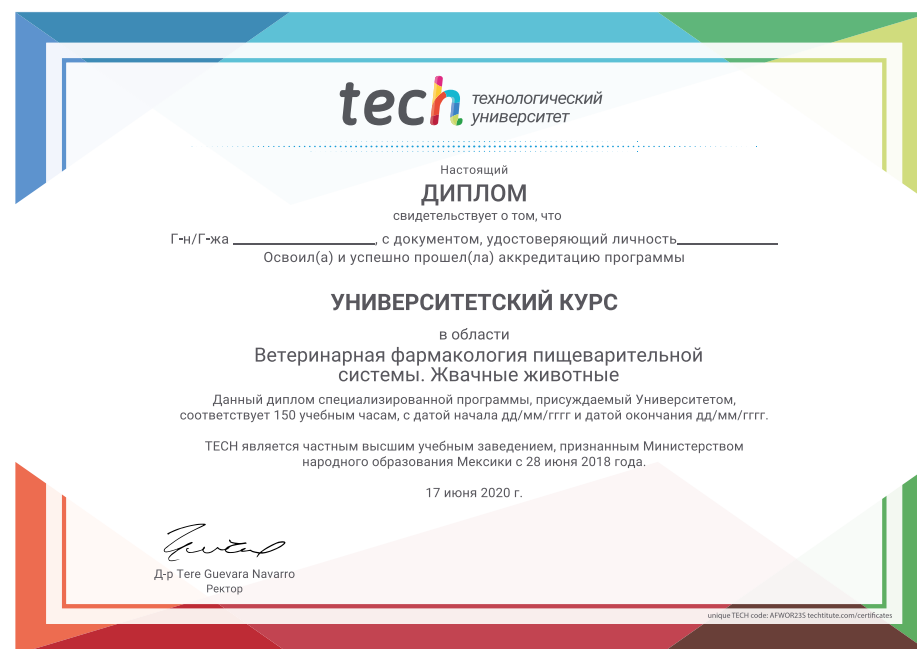 tech технологический
университет
Настоящий
ДИПЛОМ
свидетельствует о том, что
Г-н/Г-жа ________________, с документом, удостоверяющий личность____________
Освоил(а) и успешно прошел(ла) аккредитацию программы
УНИВЕРСИТЕТСКИЙ КУРС
в области
Ветеринарная фармакология пищеварительной
системы. Жвачные животные
Данный диплом специализированной программы, присуждаемый Университетом,
соответствует 150 учебным часам, с датой начала дд/мм/гггг и датой окончания дд/мм/гггг.
TECH является частным высшим учебным заведением, признанным Министерством
народного образования Мексики с 28 июня 2018 года.
17 июня 2020 г.
Д-р Tere Guevara Navarro
Ректор
unique TECH code: AFWOR23S techtitute.com/certificates